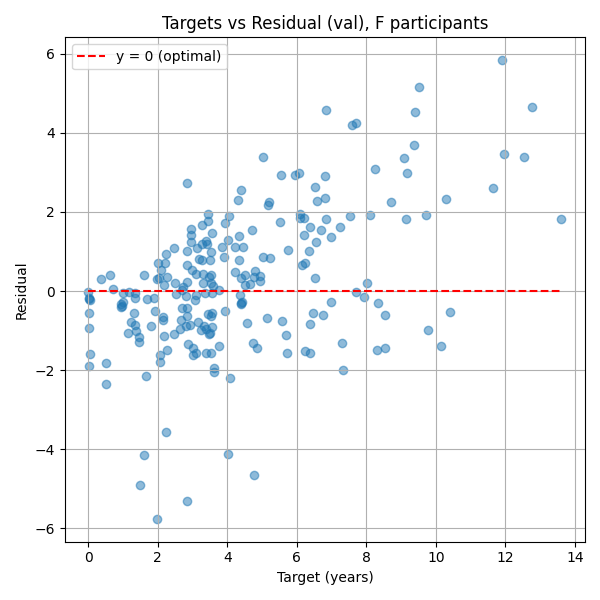 Targets vs Residual (val), F participants
y = 0 (optimal)
6
4
2
0
−2
−4
−6
Residual
0 2 4 6 8 10 12 14
Target (years)